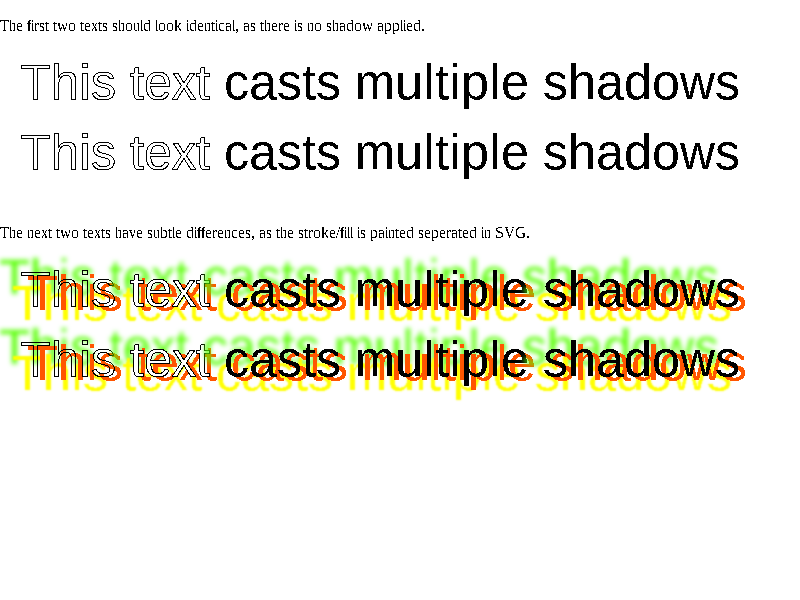 The first two texts should look identical, as there is no shadow applied.
This text casts multiple shadows
This text casts multiple shadows
The next two texts have subtle differences, as the stroke/fill is painted seperated in SVG.
This text casts multiple shadows
This text casts multiple shadows